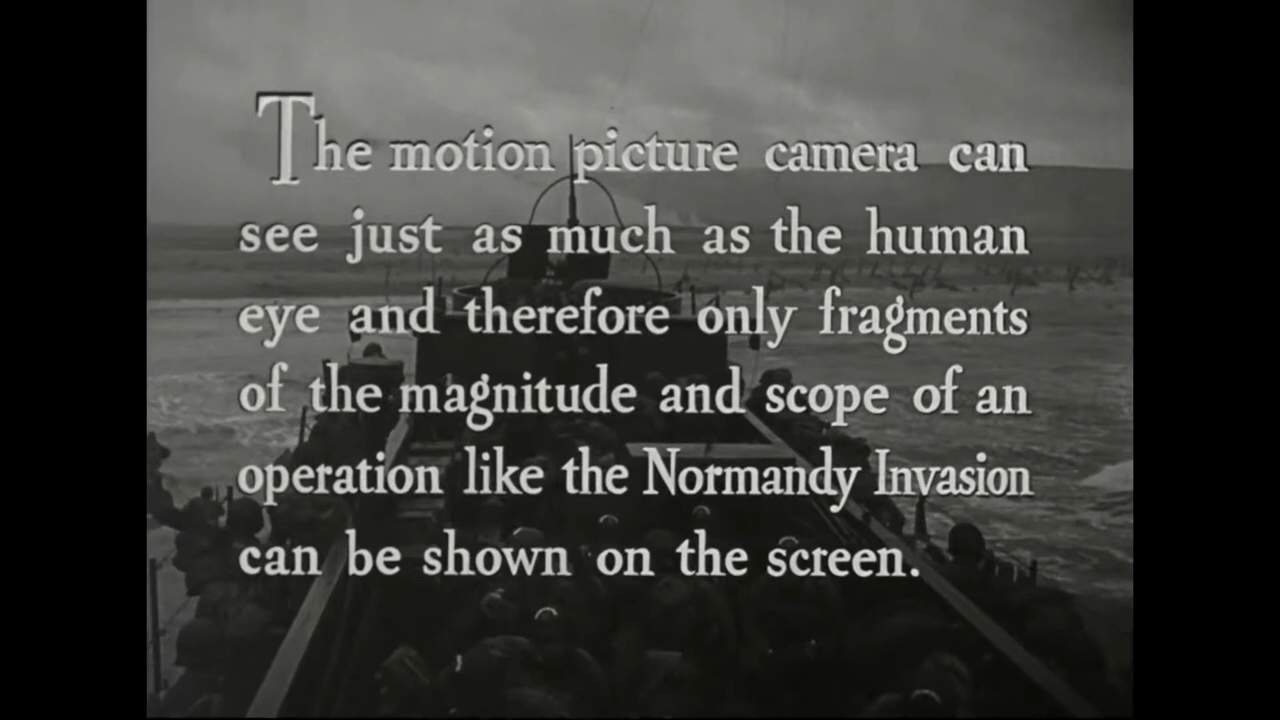 The motion picture camera can
see just as much as the human
eye and therefore only fragments
of the magnitude and scope of an
operation like the Normandy Invasion
can be shown on the screen.